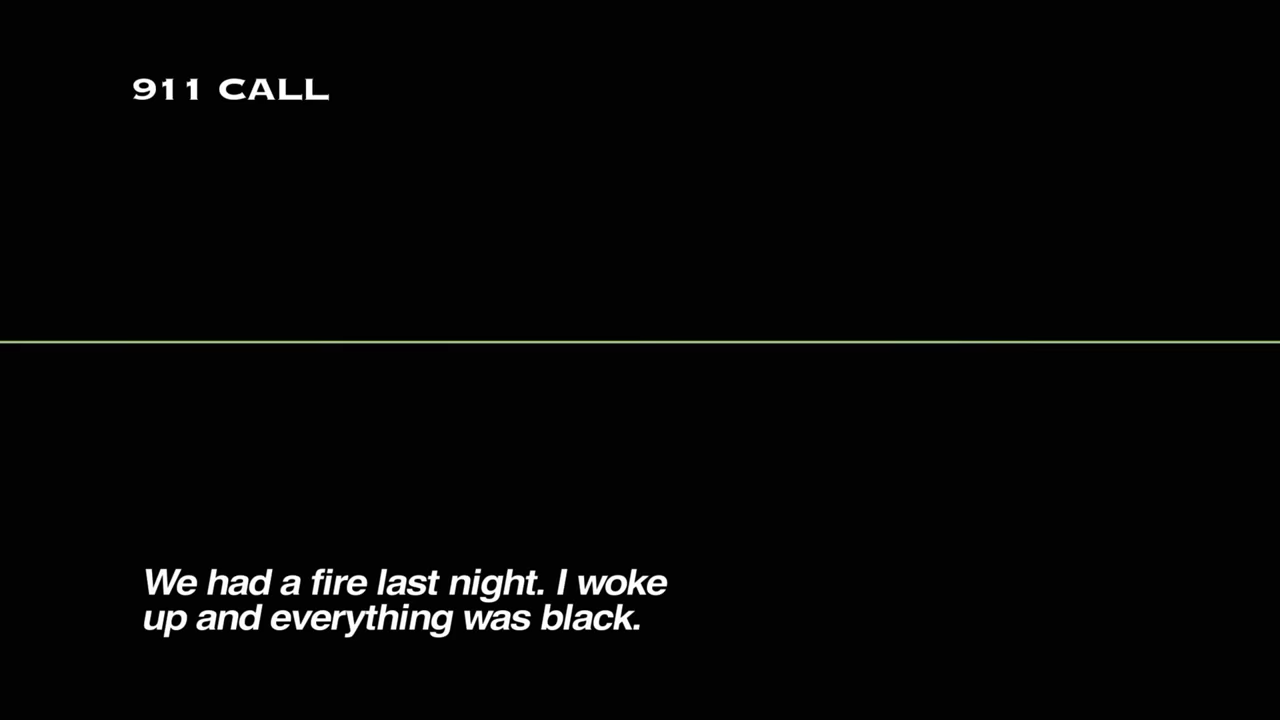 911 CALL
We had a fire last night. I woke
up and everything was black.